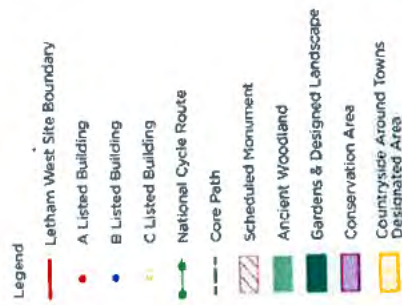 Legend
Letham West Site Boundary
A Listed Building
B Listed Building
C Listed Building
National Cycle Route
Core Path
Scheduled Monument
Ancient Woodland
Gardens & Designed Landscape
Conservation Area
Countryside Around Towns
Designated Area